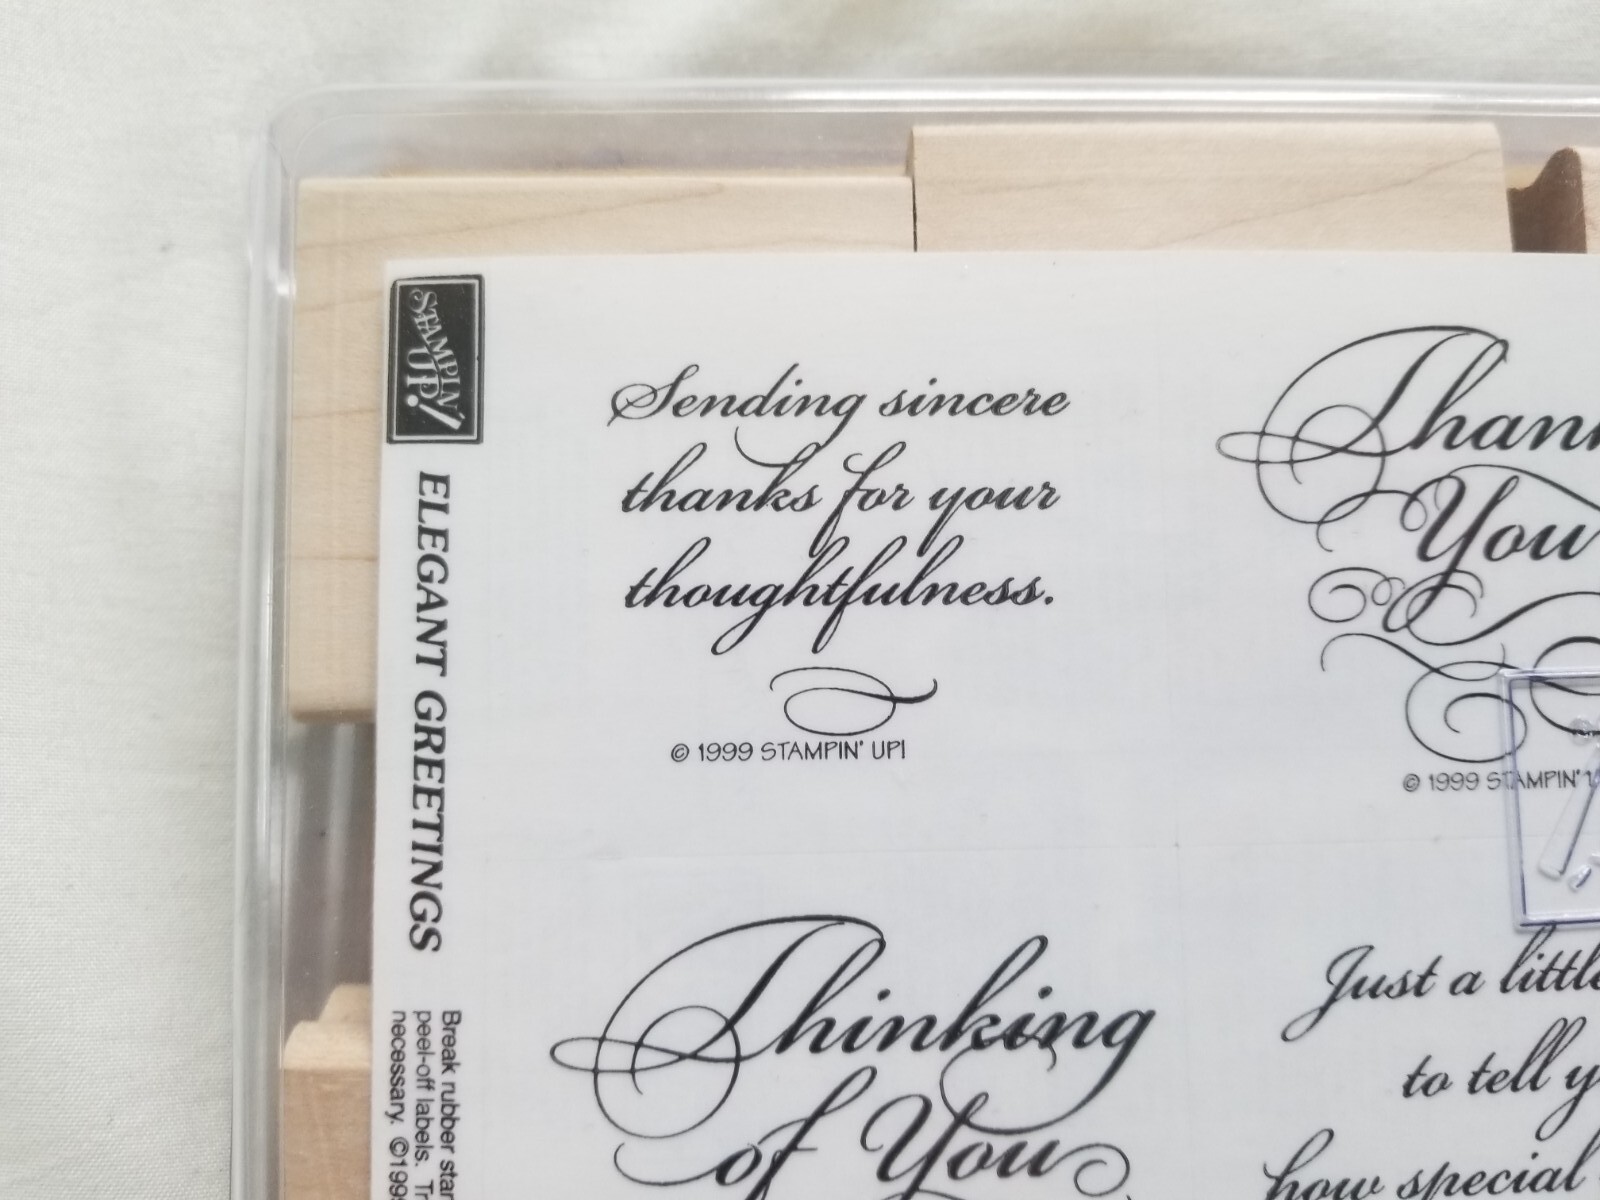 STAMPIN'
UP!
ELEGANT GREETINGS
Break rubber
peel-off labels.
necessary.
Sending sincere
thanks for your
thoughtfulness.
© 1999 STAMPIN' UP!
You
© 1999 STAMPIN'
Thinking
of You
Just a little
to tell
how special